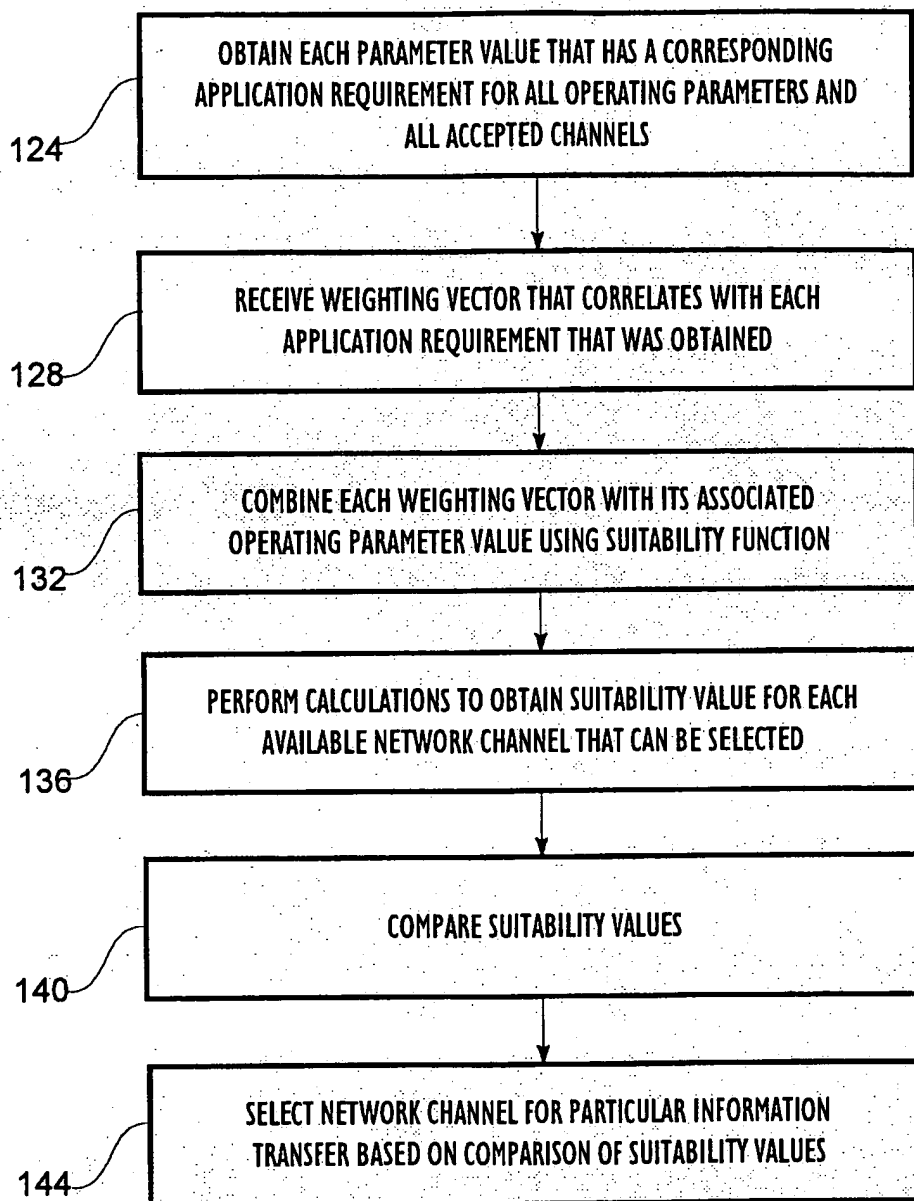 OBTAIN EACH PARAMETER VALUE THAT HAS A CORRESPONDING
APPLICATION REQUIREMENT FOR ALL OPERATING PARAMETERS AND
ALL ACCEPTED CHANNELS
124
RECEIVE WEIGHTING VECTOR THAT CORRELATES WITH EACH
APPLICATION REQUIREMENT THAT WAS OBTAINED
128
COMBINE EACH WEIGHTING VECTOR WITH ITS ASSOCIATED
OPERATING PARAMETER VALUE USING SUITABILITY FUNCTION
132
PERFORM CALCULATIONS TO OBTAIN SUITABILITY VALUE FOR EACH
AVAILABLE NETWORK CHANNEL THAT CAN BE SELECTED
136
COMPARE SUITABILITY VALUES
140
SELECT NETWORK CHANNEL FOR PARTICULAR INFORMATION
TRANSFER BASED ON COMPARISON OF SUITABILITY VALUES
144